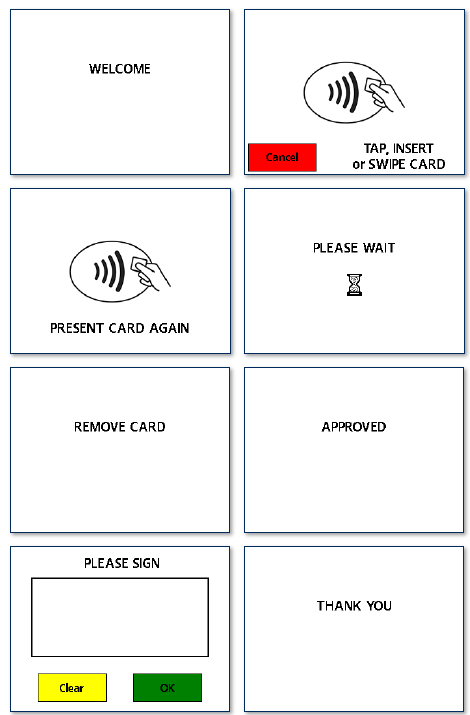 WELCOME
Cancel
TAP, INSERT
or SWIPE CARD
PRESENT CARD AGAIN
PLEASE WAIT
REMOVE CARD
APPROVED
PLEASE SIGN
Clear
OK
THANK YOU